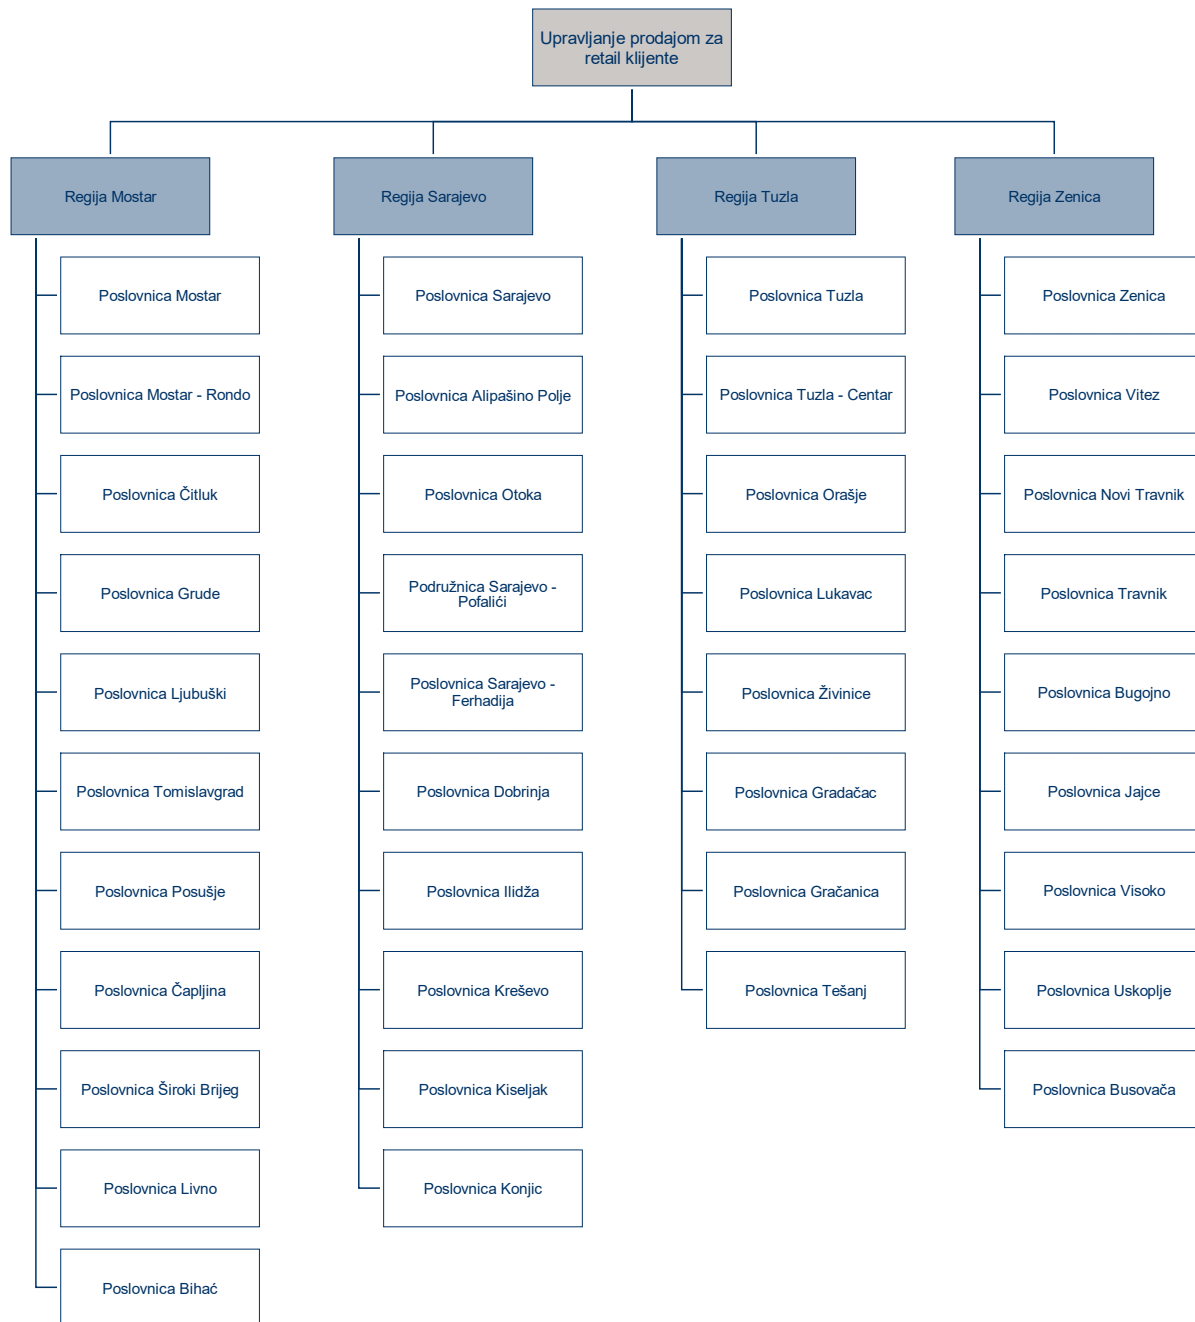 Upravljanje prodajom za
retail klijente
Regija Mostar
Poslovnica Mostar
Poslovnica Mostar - Rondo
Poslovnica Čitluk
Poslovnica Grude
Poslovnica Ljubuški
Poslovnica Tomislavgrad
Poslovnica Posušje
Poslovnica Čapljina
Poslovnica Široki Brijeg
Poslovnica Livno
Poslovnica Bihać
Regija Sarajevo
Poslovnica Sarajevo
Poslovnica Alipašino Polje
Poslovnica Otoka
Podružnica Sarajevo -
Pofalići
Poslovnica Sarajevo -
Ferhadija
Poslovnica Dobrinja
Poslovnica Ilidža
Poslovnica Kreševo
Poslovnica Kiseljak
Poslovnica Konjic
Regija Tuzla
Poslovnica Tuzla
Poslovnica Tuzla - Centar
Poslovnica Orašje
Poslovnica Lukavac
Poslovnica Živinice
Poslovnica Gradačac
Poslovnica Gračanica
Poslovnica Tešanj
Regija Zenica
Poslovnica Zenica
Poslovnica Vitez
Poslovnica Novi Travnik
Poslovnica Travnik
Poslovnica Bugojno
Poslovnica Jajce
Poslovnica Visoko
Poslovnica Uskoplje
Poslovnica Busovača